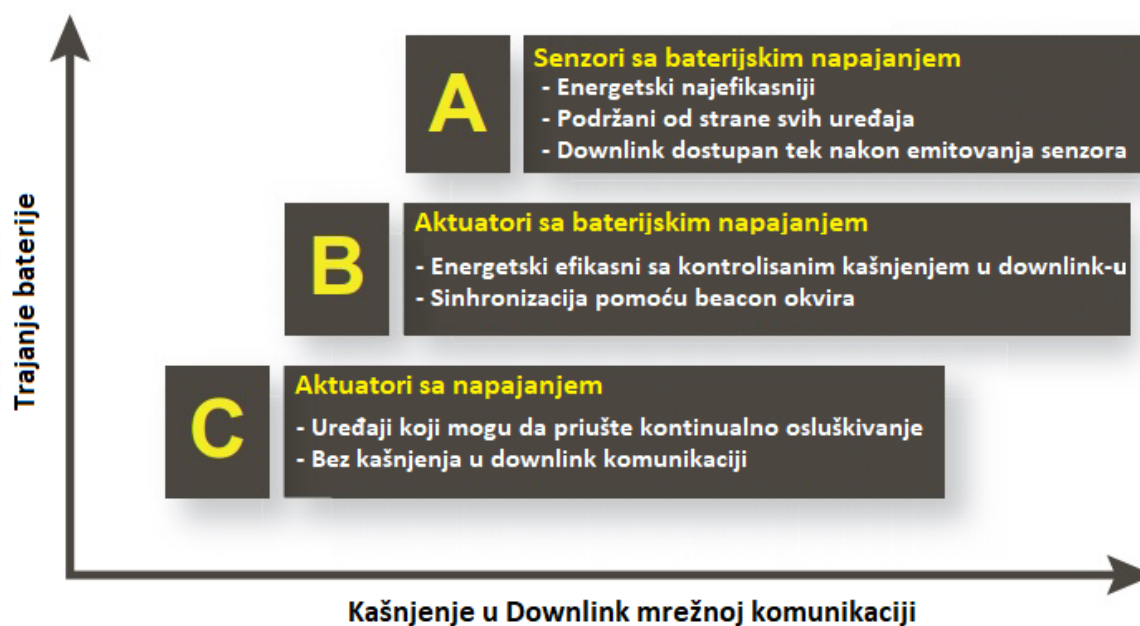 Trajanje baterije
A
Senzori sa baterijskim napajanjem
- Energetski najefikasniji
- Podržani od strane svih uređaja
- Downlink dostupan tek nakon emitovanja senzora
B
Aktuatori sa baterijskim napajanjem
- Energetski efikasni sa kontrolisanim kašnjenjem u downlink-u
- Sinhronizacija pomoću beacon okvira
C
Aktuatori sa napajanjem
- Uređaji koji mogu da priušte kontinualno osluškivanje
- Bez kašnjenja u downlink komunikaciji
Kašnjenje u Downlink mrežnoj komunikaciji